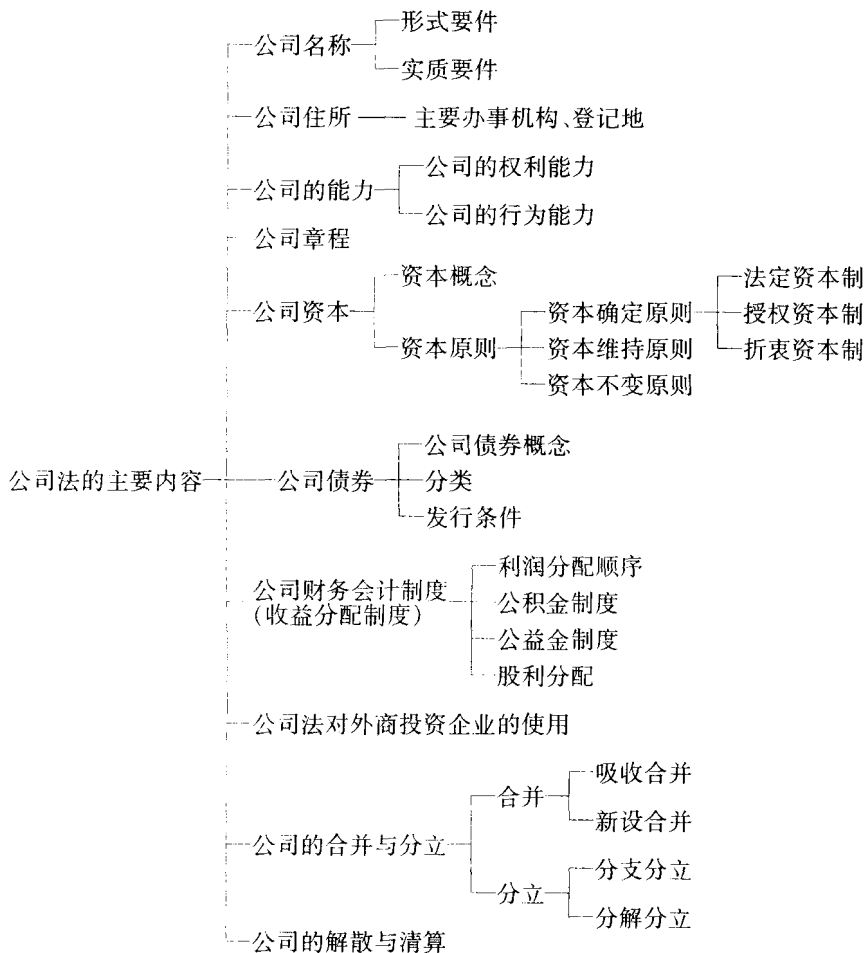 公司法的主要内容
公司名称
形式要件
实质要件
公司住所
主要办事机构、登记地
公司的能力
公司的权利能力
公司的行为能力
公司章程
公司资本
资本概念
资本原则
资本确定原则
法定资本制
授权资本制
折衷资本制
资本维持原则
资本不变原则
公司债券
公司债券概念
分类
发行条件
公司财务会计制度
(收益分配制度)
利润分配顺序
公积金制度
公益金制度
股利分配
公司法对外商投资企业的使用
公司的合并与分立
合并
吸收合并
新设合并
分立
分支分立
分解分立
公司的解散与清算